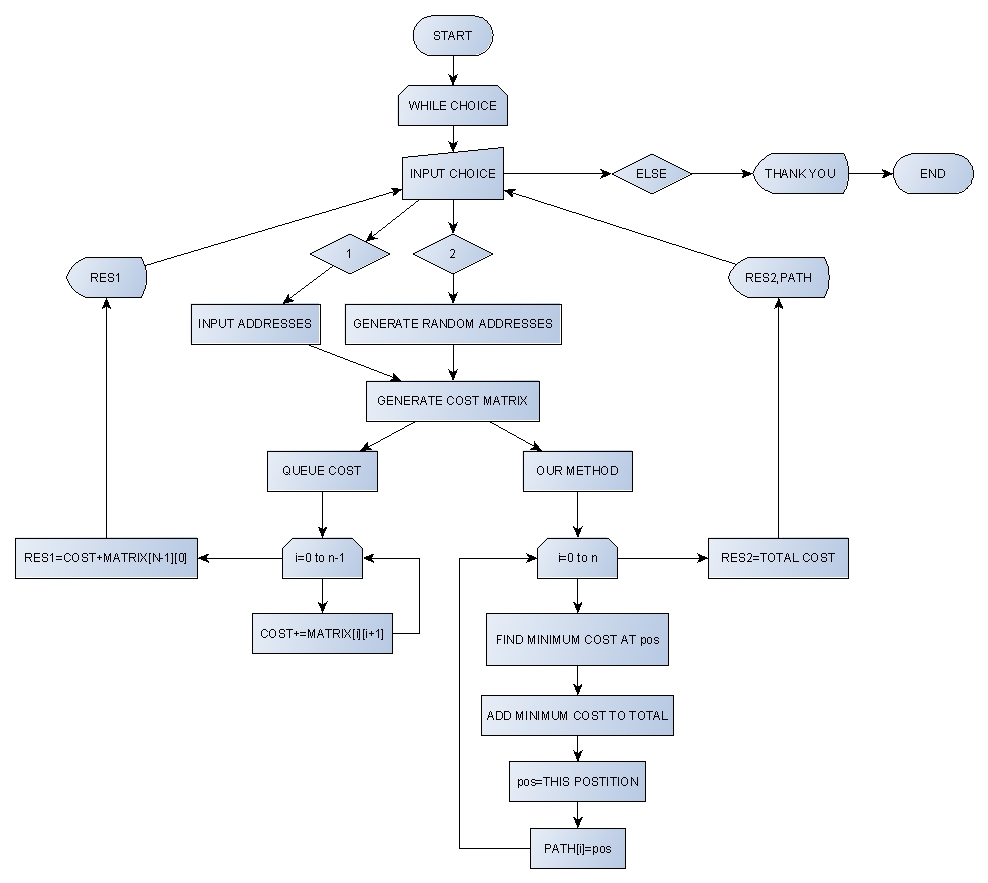 START
WHILE CHOICE
INPUT CHOICE
ELSE
THANK YOU
END
1
2
RES1
RES2,PATH
INPUT ADDRESSES
GENERATE RANDOM ADDRESSES
GENERATE COST MATRIX
QUEUE COST
OUR METHOD
RES1=COST+MATRIX[N-1][0]
i=0 to n-1
i=0 to n
RES2=TOTAL COST
COST+=MATRIX[i][i+1]
FIND MINIMUM COST AT pos
ADD MINIMUM COST TO TOTAL
pos=THIS POSTITION
PATH[i]=pos